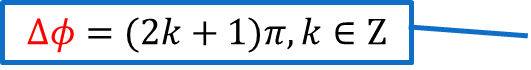 Δϕ = (2k + 1)π, k ∈ Z